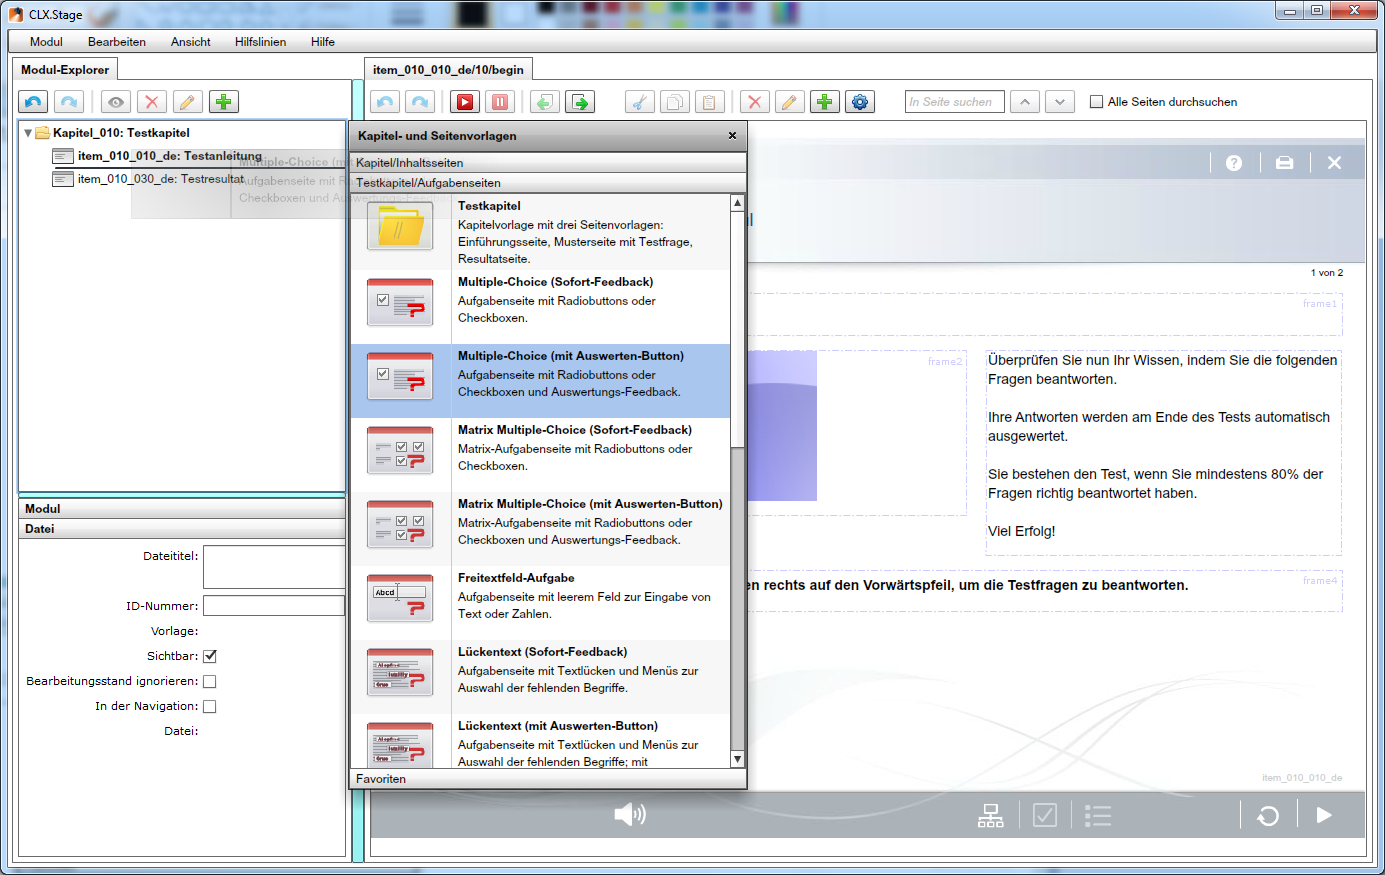 CLX.Stage
Modul Bearbeiten Ansicht Hilfslinien Hilfe
Modul-Explorer
item_010_010_de/10/begin
In Seite suchen
Alle Seiten durchsuchen
Kapitel_010: Testkapitel
item_010_010_de: Testanleitung
item_010_030_de: Testresultat
Multiple-Choice (mit
Aufgabenseite mit
Checkboxen und Auswertungs-Feedback
Modul
Datei
Dateititel:
ID-Nummer:
Vorlage:
Sichtbar:
Bearbeitungsstand ignorieren:
In der Navigation:
Datei:
Kapitel- und Seitenvorlagen
Kapitel/Inhaltsseiten
Testkapitel/Aufgabenseiten
Testkapitel
Kapitelvorlage mit drei Seitenvorlagen:
Einführungsseite, Musterseite mit Testfrage,
Resultatseite.
Multiple-Choice (Sofort-Feedback)
Aufgabenseite mit Radiobuttons oder
Checkboxen.
Multiple-Choice (mit Auswerten-Button)
Aufgabenseite mit Radiobuttons oder
Checkboxen und Auswertungs-Feedback.
Matrix Multiple-Choice (Sofort-Feedback)
Matrix-Aufgabenseite mit Radiobuttons oder
Checkboxen.
Matrix Multiple-Choice (mit Auswerten-Button)
Matrix-Aufgabenseite mit Radiobuttons oder
Checkboxen und Auswertungs-Feedback.
Abcd
Freitextfeld-Aufgabe
Aufgabenseite mit leerem Feld zur Eingabe von
Text oder Zahlen.
Lückentext (Sofort-Feedback)
Aufgabenseite mit Textlücken und Menüs zur
Auswahl der fehlenden Begriffe.
Lückentext (mit Auswerten-Button)
Aufgabenseite mit Textlücken und Menüs zur
Auswahl der fehlenden Begriffe; mit
Favoriten
1 von 2
frame1
frame2
Überprüfen Sie nun Ihr Wissen, indem Sie die folgenden
Fragen beantworten.
Ihre Antworten werden am Ende des Tests automatisch
ausgewertet.
Sie bestehen den Test, wenn Sie mindestens 80% der
Fragen richtig beantwortet haben.
Viel Erfolg!
en rechts auf den Vorwärtspfeil, um die Testfragen zu beantworten.
frame4
item_010_010_de